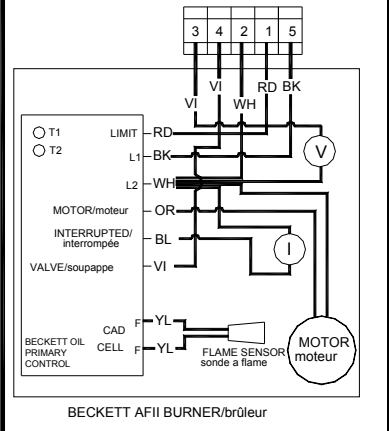 3 4 2 1 5
VI RD BK
VI WH
T1 LIMIT RD
T2
L1 BK V
L2 WH
MOTOR/moteur OR
INTERRUPTED/ BL I
interrompée
VALVE/soupappe VI
F YL
CAD
CELL F YL
BECKETT OIL
PRIMARY
CONTROL
FLAME SENSOR
sonde a flame
MOTOR
moteur
BECKETT AFII BURNER/brûleur